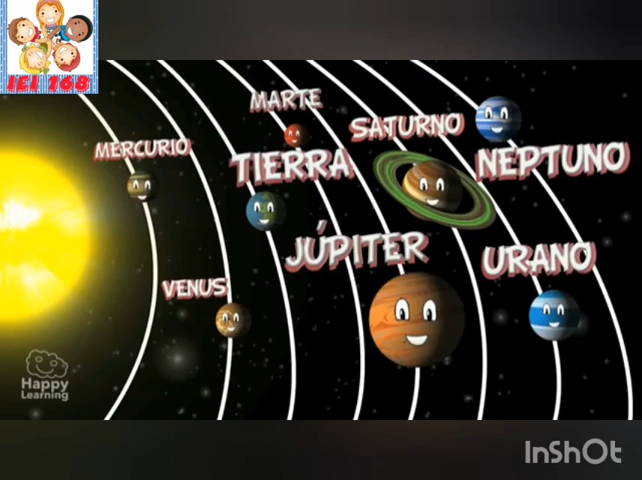 IEI 168
MARTE
SATURNO
MERCURIO
TIERRA
NEPTUNO
JÚPITER
URANO
VENUS
Happy
Learning
InShOt